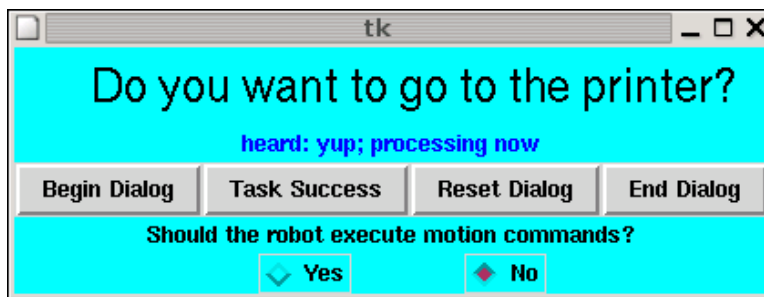 tk
Do you want to go to the printer?
heard: yup; processing now
Begin Dialog Task Success Reset Dialog End Dialog
Should the robot execute motion commands?
Yes No